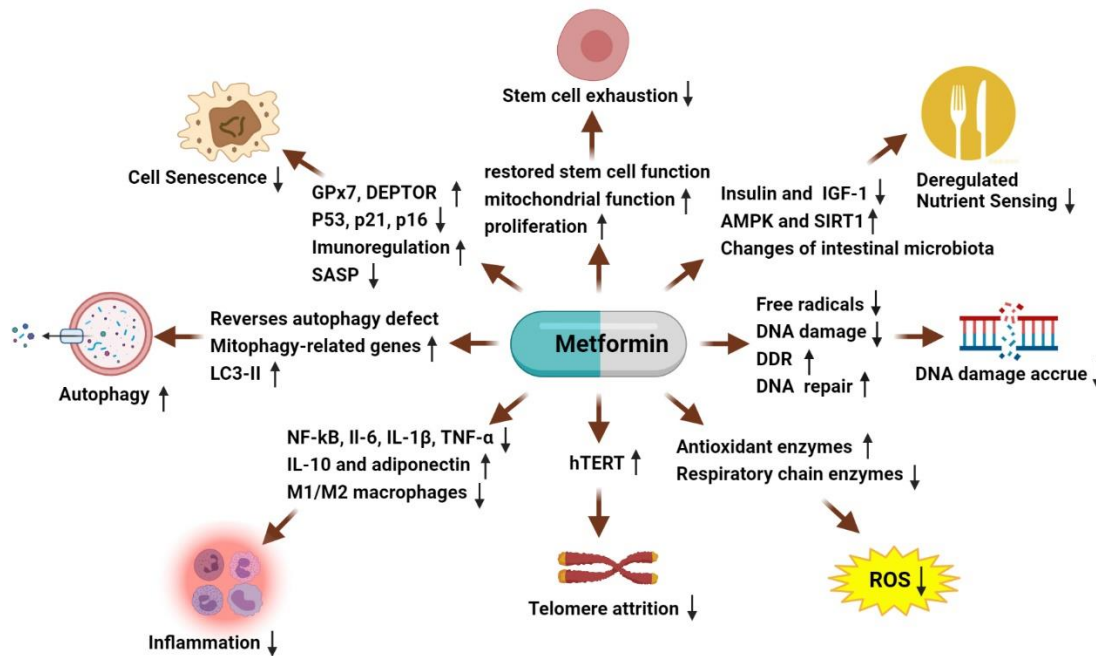 Stem cell exhaustion ↓
Cell Senescence ↓
GPx7, DEPTOR ↑
P53, p21, p16 ↓
Imunoregulation ↑
SASP ↓
restored stem cell function
mitochondrial function ↑
proliferation ↑
Insulin and IGF-1 ↓
AMPK and SIRT1 ↑
Changes of intestinal microbiota
Deregulated
Nutrient Sensing ↓
Autophagy ↑
Reverses autophagy defect
Mitophagy-related genes ↑
LC3-II ↑
Metformin
Free radicals ↓
DNA damage ↓
DDR ↑
DNA repair ↑
DNA damage accrue ↓
NF-kB, Il-6, IL-1β, TNF-α ↓
IL-10 and adiponectin ↑
M1/M2 macrophages ↓
Inflammation ↓
hTERT ↑
Telomere attrition ↓
Antioxidant enzymes ↑
Respiratory chain enzymes ↓
ROS ↓